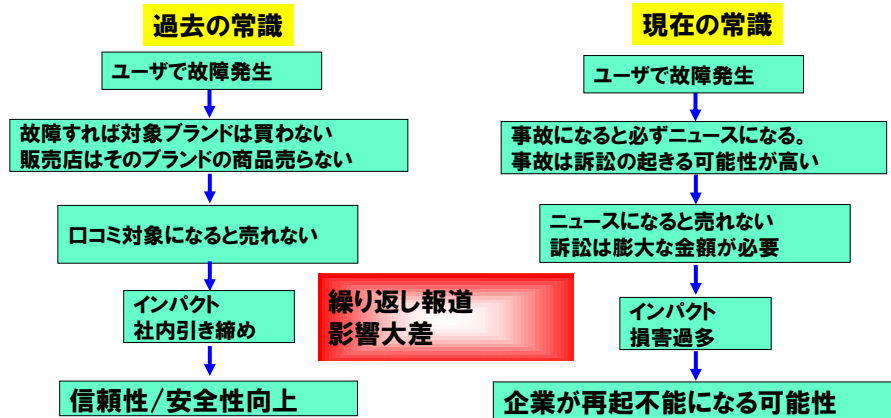 過去の常識
ユーザで故障発生
故障すれば対象ブランドは買わない
販売店はそのブランドの商品売らない
口コミ対象になると売れない
インパクト
社内引き締め
信頼性/安全性向上
繰り返し報道
影響大差
現在の常識
ユーザで故障発生
事故になると必ずニュースになる。
事故は訴訟の起きる可能性が高い
ニュースになると売れない
訴訟は膨大な金額が必要
インパクト
損害過多
企業が再起不能になる可能性